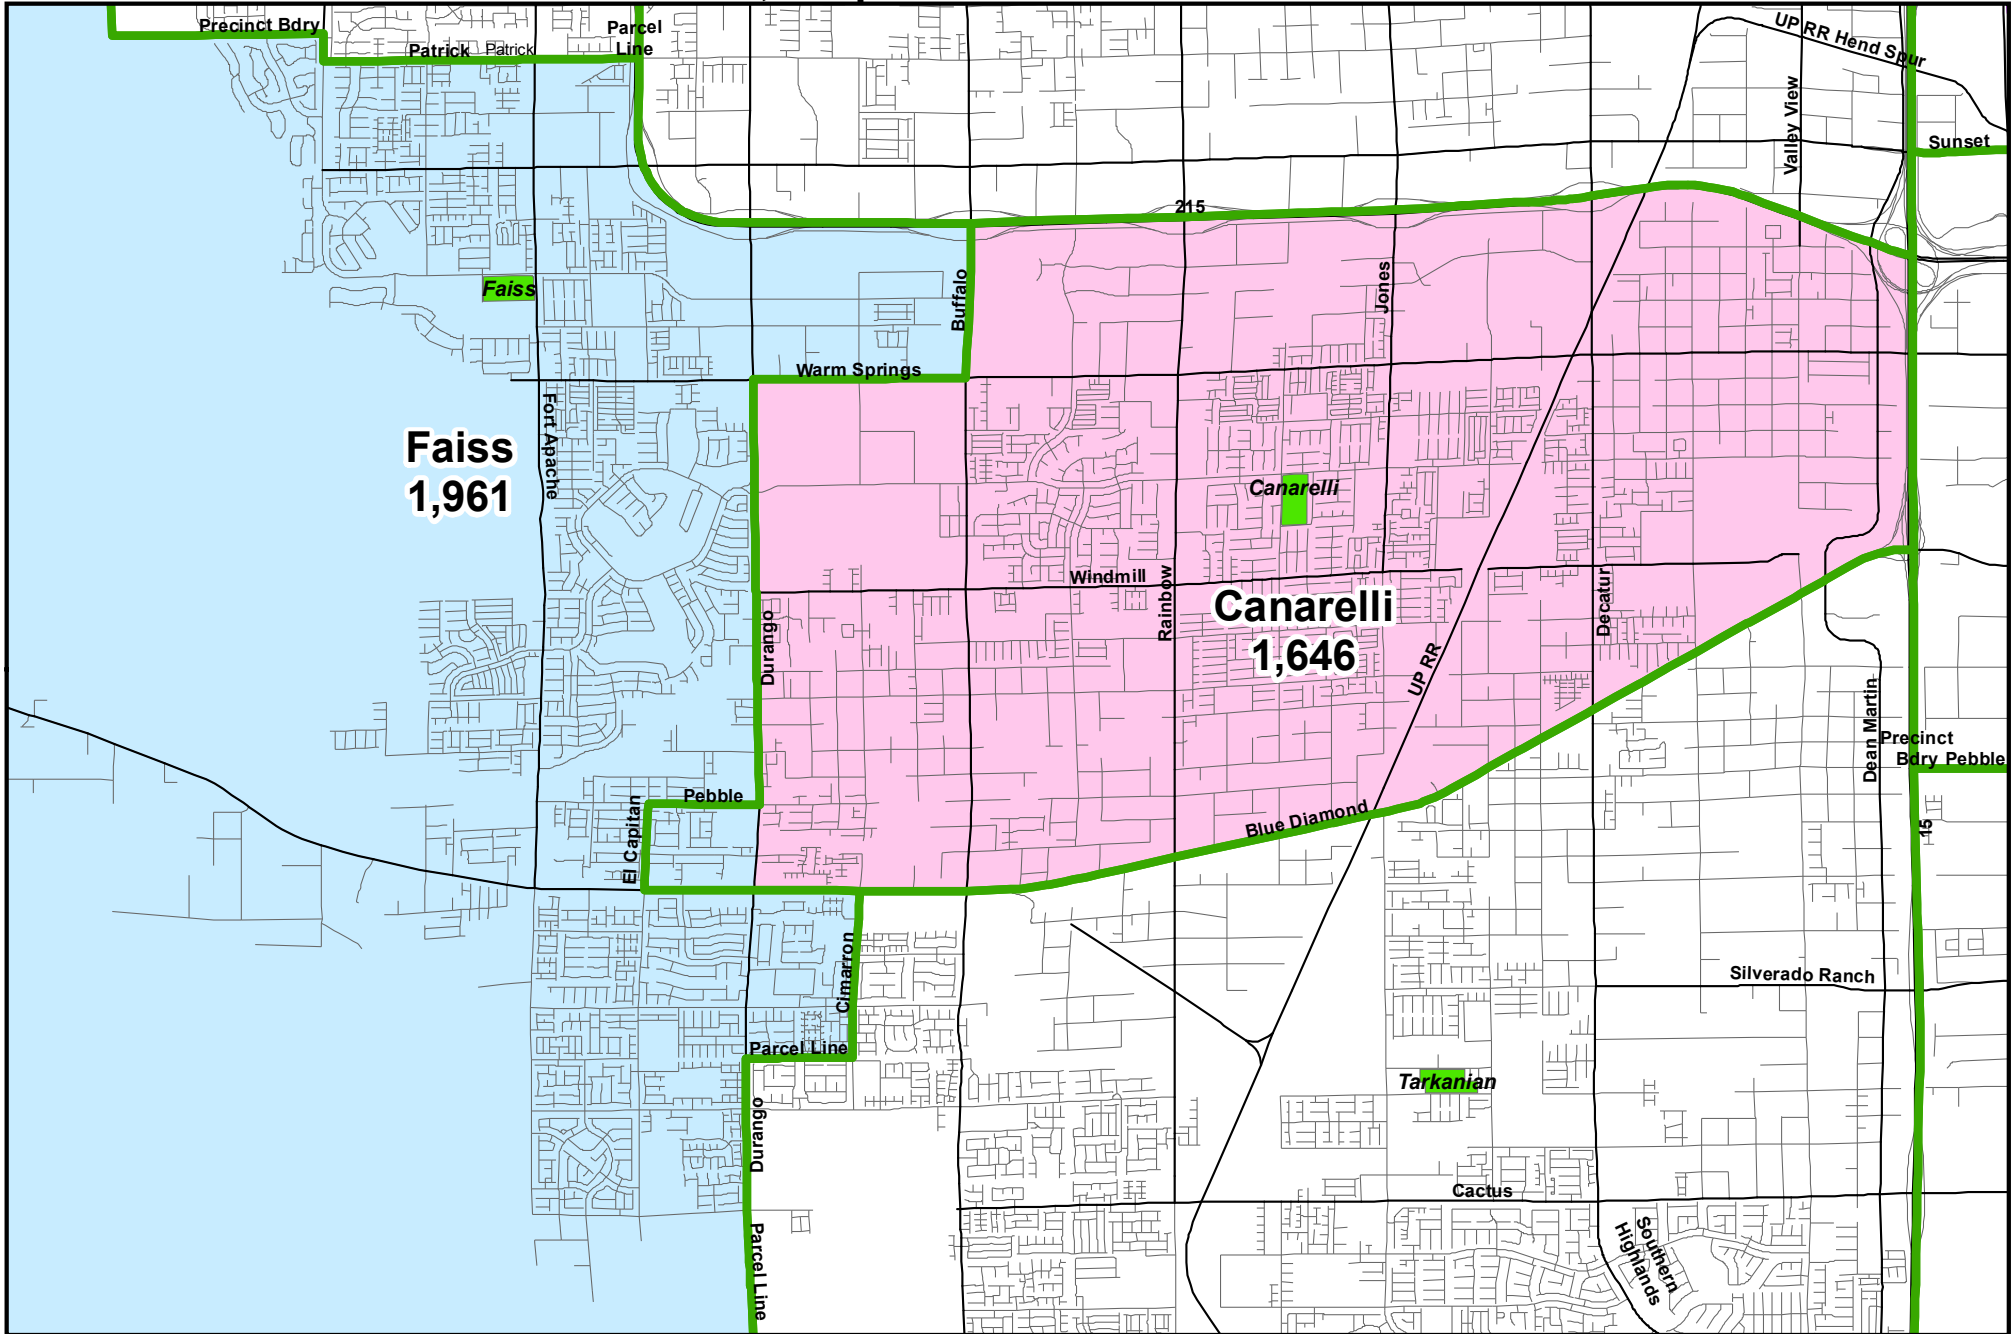 Precinct Bdry
Patrick
Patrick
Parcel
Line
UP RR Hend Spur
Valley View
Sunset
215
Faiss
Buffalo
Jones
Warm Springs
Fort Apache
Faiss
1,961
Canarelli
Windmill
Rainbow
Decatur
Canarelli
1,646
Durango
UP RR
Dean Martin
Precinct
Bdry Pebble
Pebble
El Capitan
Blue Diamond
15
Cimarron
Silverado Ranch
Parcel Line
Tarkanian
Durango
Cactus
Southern
Highlands
Parcel Line